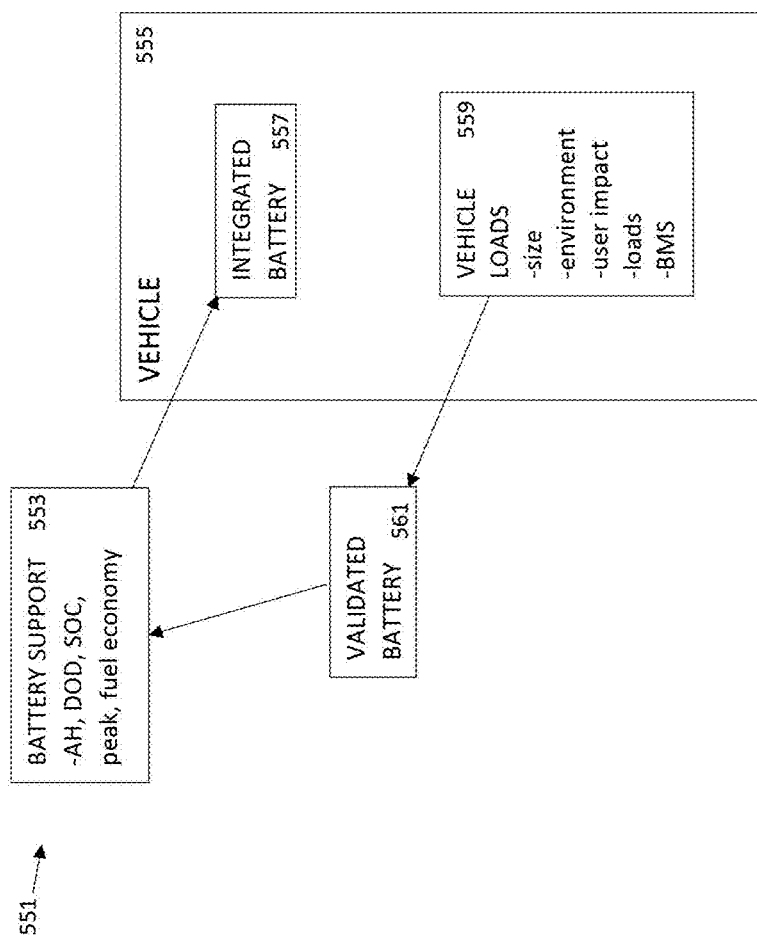 551
BATTERY SUPPORT 553
-AH, DOD, SOC,
peak, fuel economy
VALIDATED
BATTERY 561
VEHICLE 555
INTEGRATED
BATTERY 557
VEHICLE 559
LOADS
-size
-environment
-user impact
-loads
-BMS